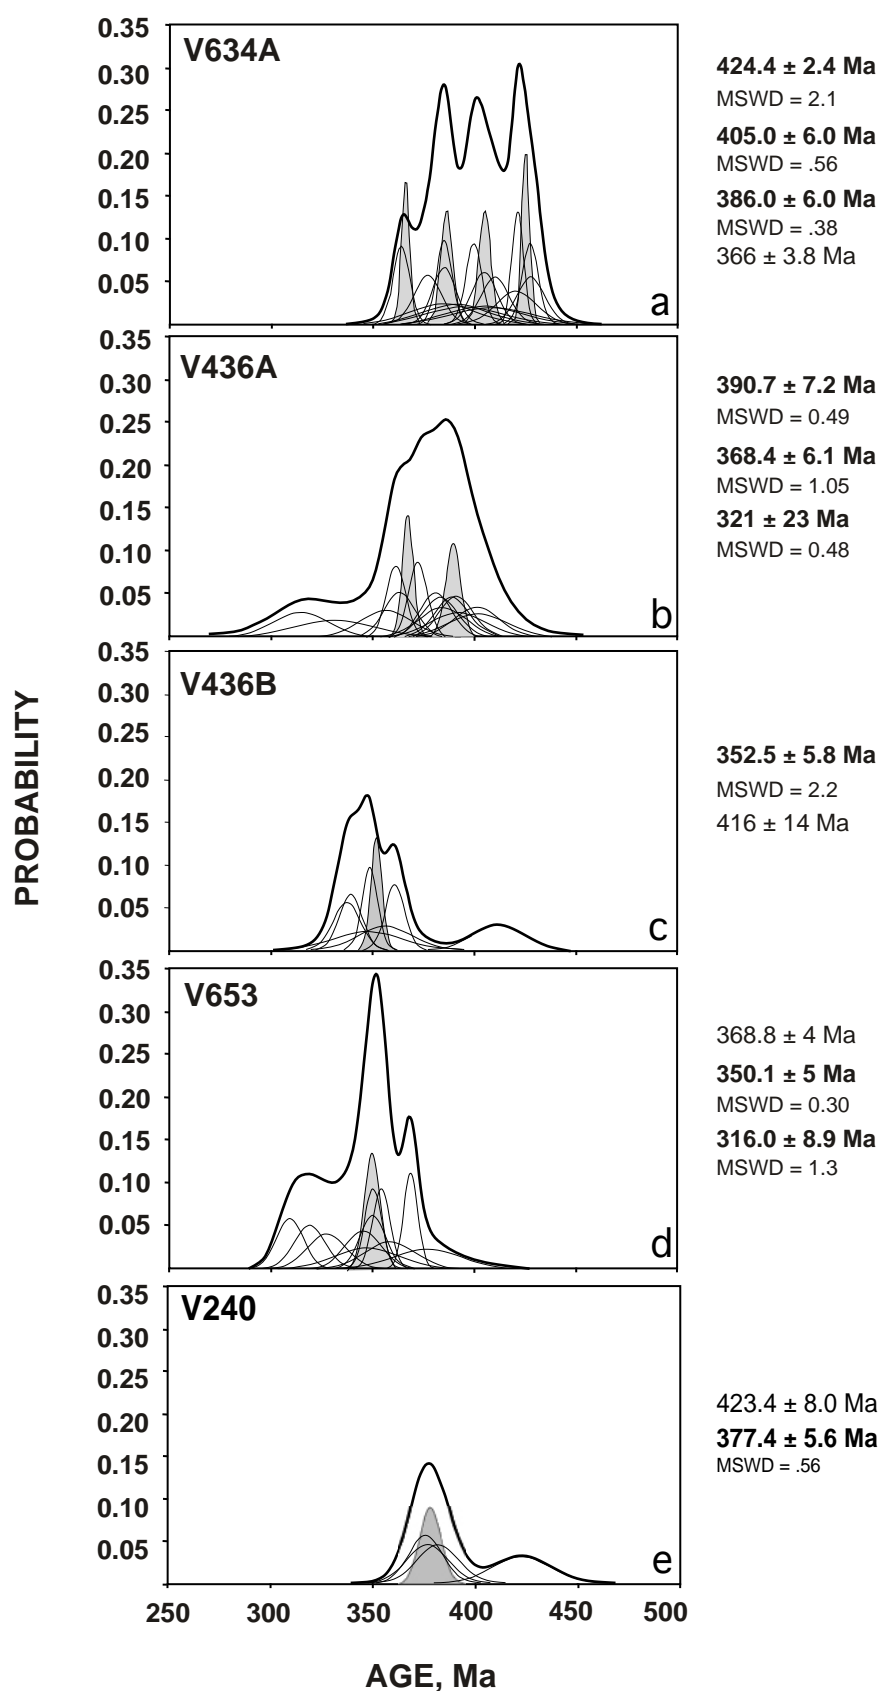 PROBABILITY
0.35
0.30
0.25
0.20
0.15
0.10
0.05
V634A
a
424.4 ± 2.4 Ma
MSWD = 2.1
405.0 ± 6.0 Ma
MSWD = .56
386.0 ± 6.0 Ma
MSWD = .38
366 ± 3.8 Ma
0.35
0.30
0.25
0.20
0.15
0.10
0.05
V436A
b
390.7 ± 7.2 Ma
MSWD = 0.49
368.4 ± 6.1 Ma
MSWD = 1.05
321 ± 23 Ma
MSWD = 0.48
0.35
0.30
0.25
0.20
0.15
0.10
0.05
V436B
c
352.5 ± 5.8 Ma
MSWD = 2.2
416 ± 14 Ma
0.35
0.30
0.25
0.20
0.15
0.10
0.05
V653
d
368.8 ± 4 Ma
350.1 ± 5 Ma
MSWD = 0.30
316.0 ± 8.9 Ma
MSWD = 1.3
0.35
0.30
0.25
0.20
0.15
0.10
0.05
V240
e
423.4 ± 8.0 Ma
377.4 ± 5.6 Ma
MSWD = .56
250 300 350 400 450 500
AGE, Ma